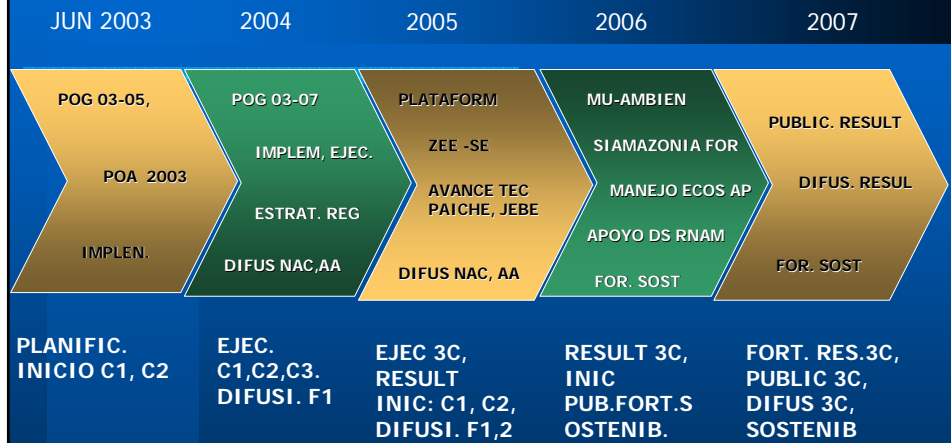 JUN 2003
2004
2005
2006
2007
POG 03-05,
POA 2003
IMPLEN.
POG 03-07
IMPLEM, EJEC.
ESTRAT. REG
DIFUS NAC,AA
PLATAFORM
ZEE -SE
AVANCE TEC
PAICHE, JEBE
DIFUS NAC, AA
MU-AMBIEN
SIAMAZONIA FOR
MANEJO ECOS AP
APOYO DS RNAM
FOR. SOST
PUBLIC. RESULT
DIFUS. RESUL
FOR. SOST
PLANIFIC.
INICIO C1, C2
EJEC.
C1,C2,C3.
DIFUSI. F1
EJEC 3C,
RESULT
INIC: C1, C2,
DIFUSI. F1,2
RESULT 3C,
INIC
PUB.FORT.S
OSTENIB.
FORT. RES.3C,
PUBLIC 3C,
DIFUS 3C,
SOSTENIB